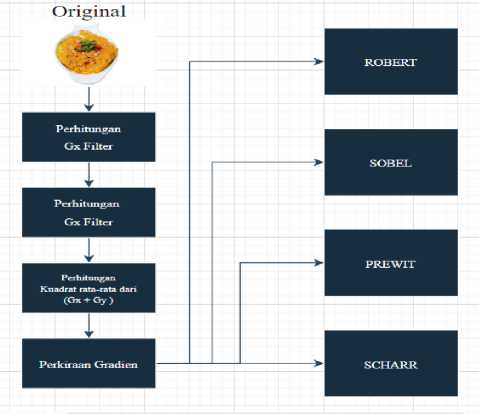 Original
Perhitungan
Gx Filter
Perhitungan
Gx Filter
Perhitungan
Kuadrat rata-rata dari
(Gx + Gy )
Perkiraan Gradien
ROBERT
SOBEL
PREWIT
SCHARR